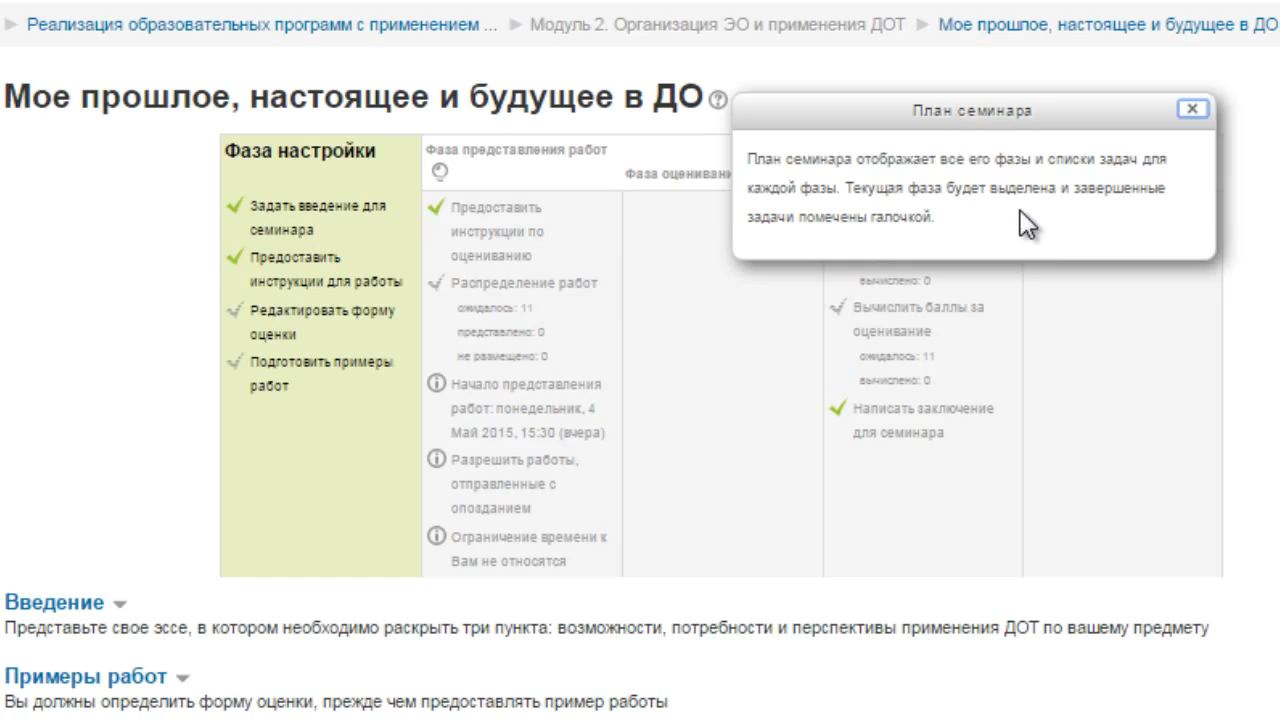 Реализация образовательных программ с применением ... Модуль 2. Организация ЭО и применения ДОТ Мое прошлое, настоящее и будущее в ДО
Мое прошлое, настоящее и будущее в ДО
План семинара
План семинара отображает все его фазы и списки задач для
каждой фазы. Текущая фаза будет выделена и завершенные
задачи помечены галочкой.
Фаза настройки
Задать введение для
семинара
Предоставить
инструкции для работы
Редактировать форму
оценки
Подготовить примеры
работ
Фаза представления работ
Предоставить
инструкции по
оцениванию
Распределение работ
ожидалось: 11
представлено: 0
не размещено: 0
Начало представления
работ: понедельник, 4
Май 2015, 15:30 (вчера)
Разрешить работы,
отправленные с
опозданием
Ограничение времени к
Вам не относятся
Фаза оценивани
вычислено: 0
Вычислить баллы за
оценивание
ожидалось: 11
вычислено: 0
Написать заключение
для семинара
Введение
Представьте свое эссе, в котором необходимо раскрыть три пункта: возможности, потребности и перспективы применения ДОТ по вашему предмету
Примеры работ
Вы должны определить форму оценки, прежде чем предоставлять пример работы